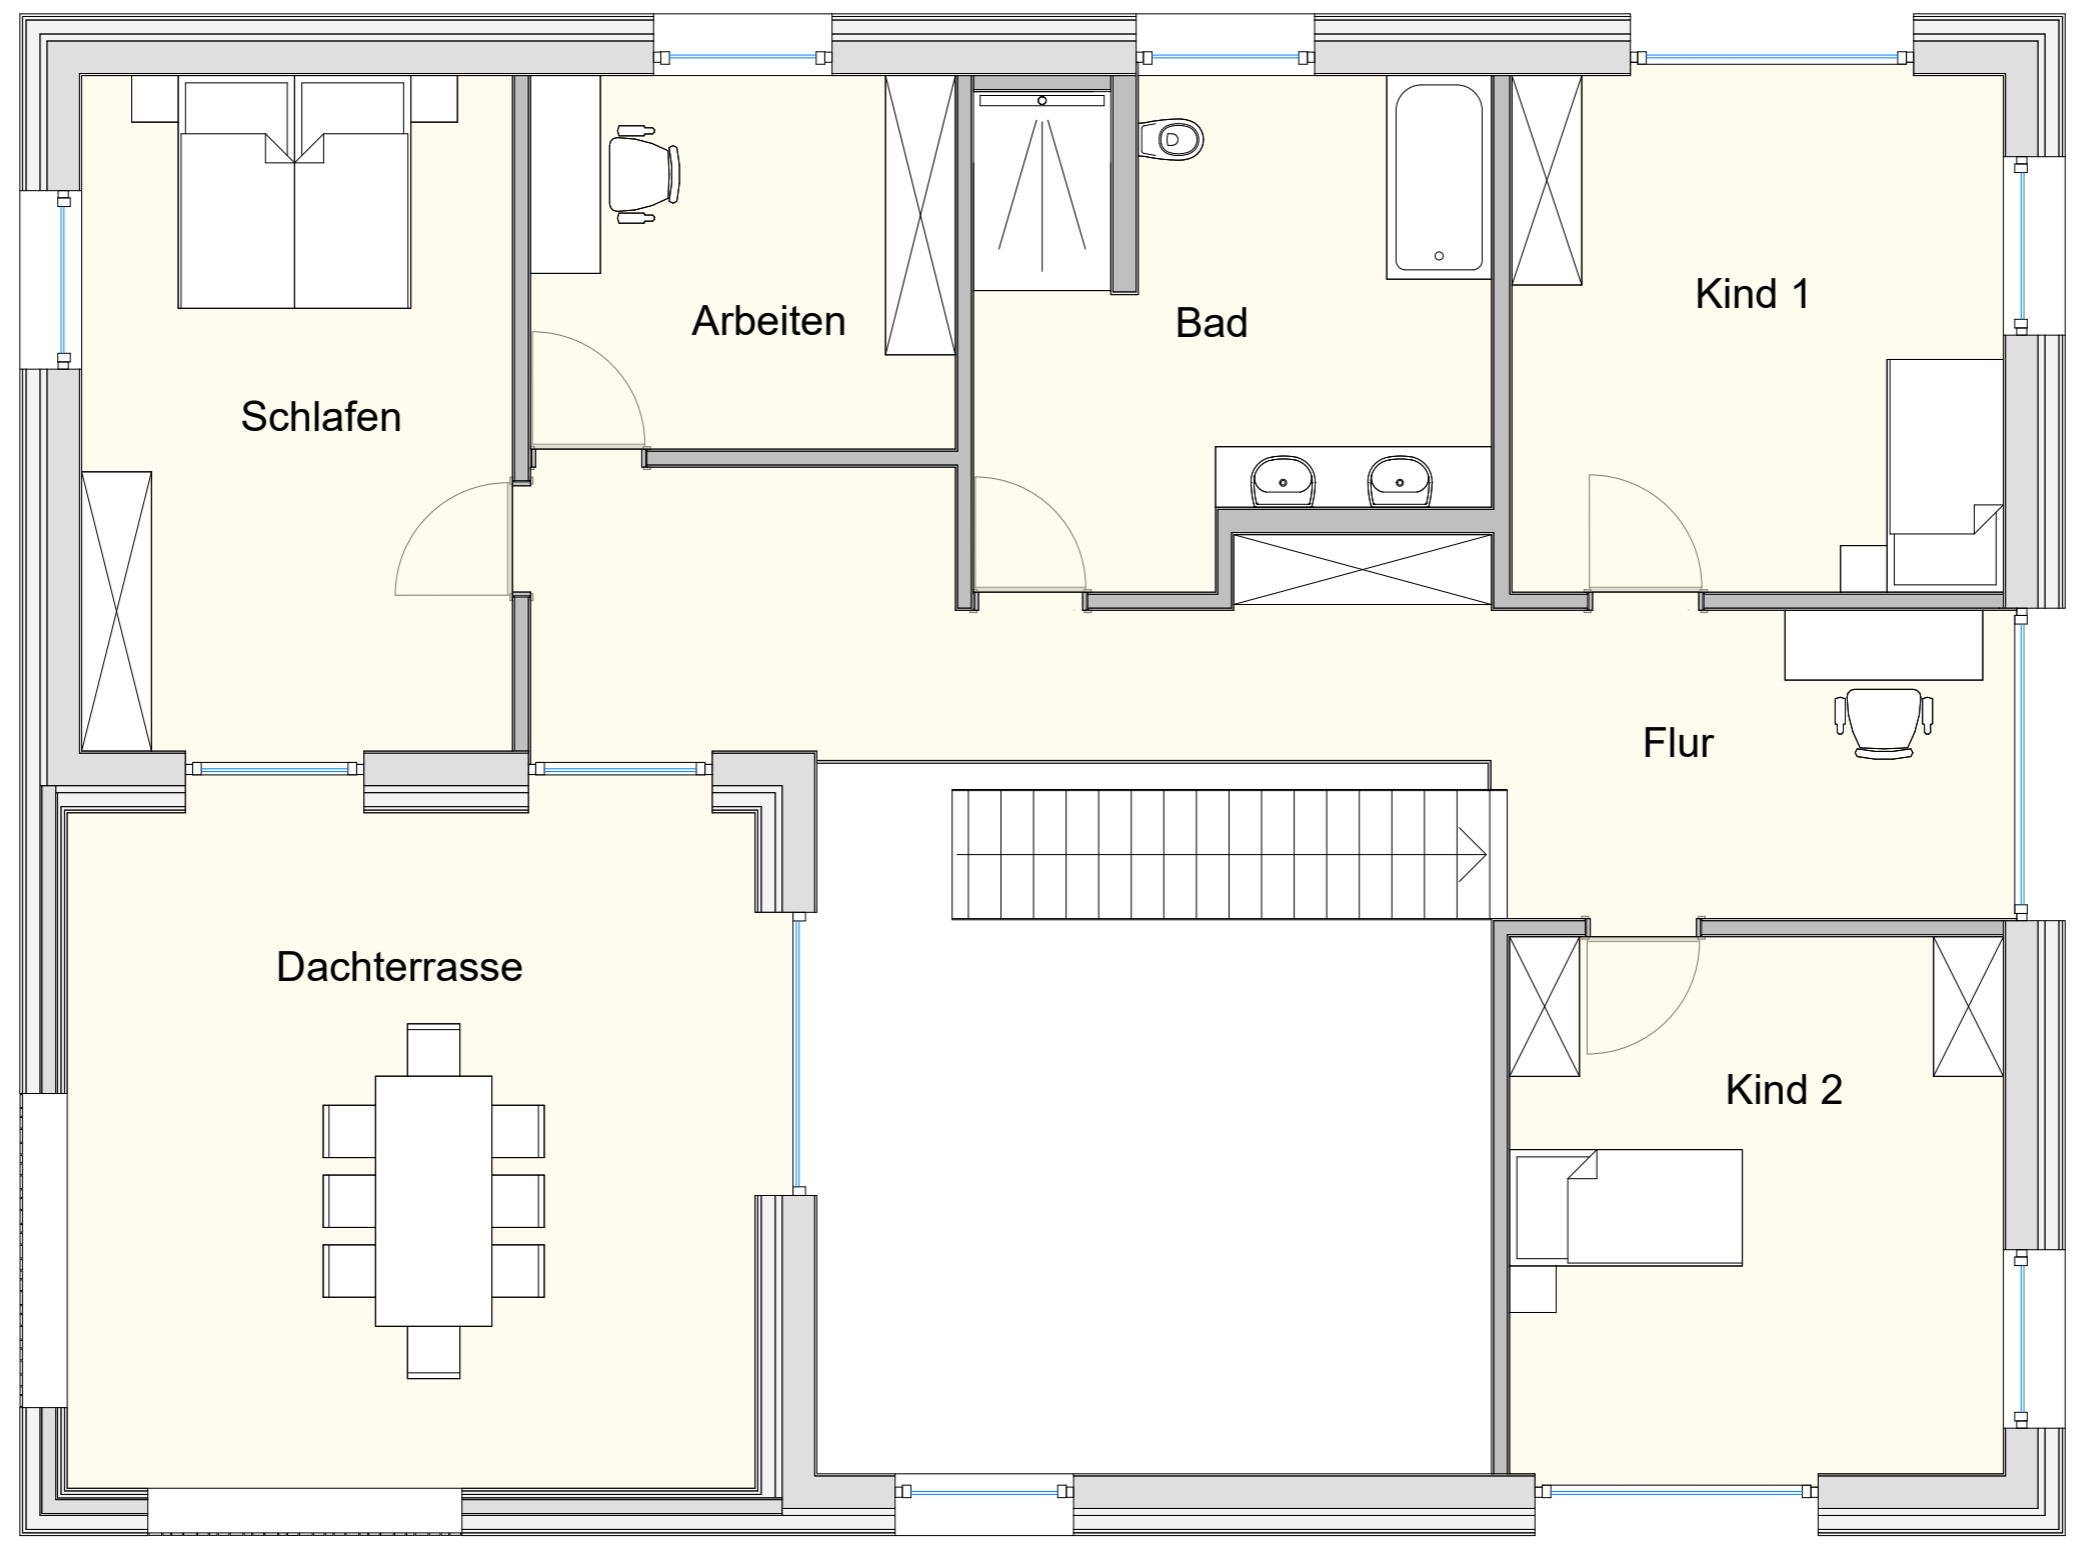 Kind 1
Arbeiten
Bad
Schlafen
Flur
Dachterrasse
Kind 2